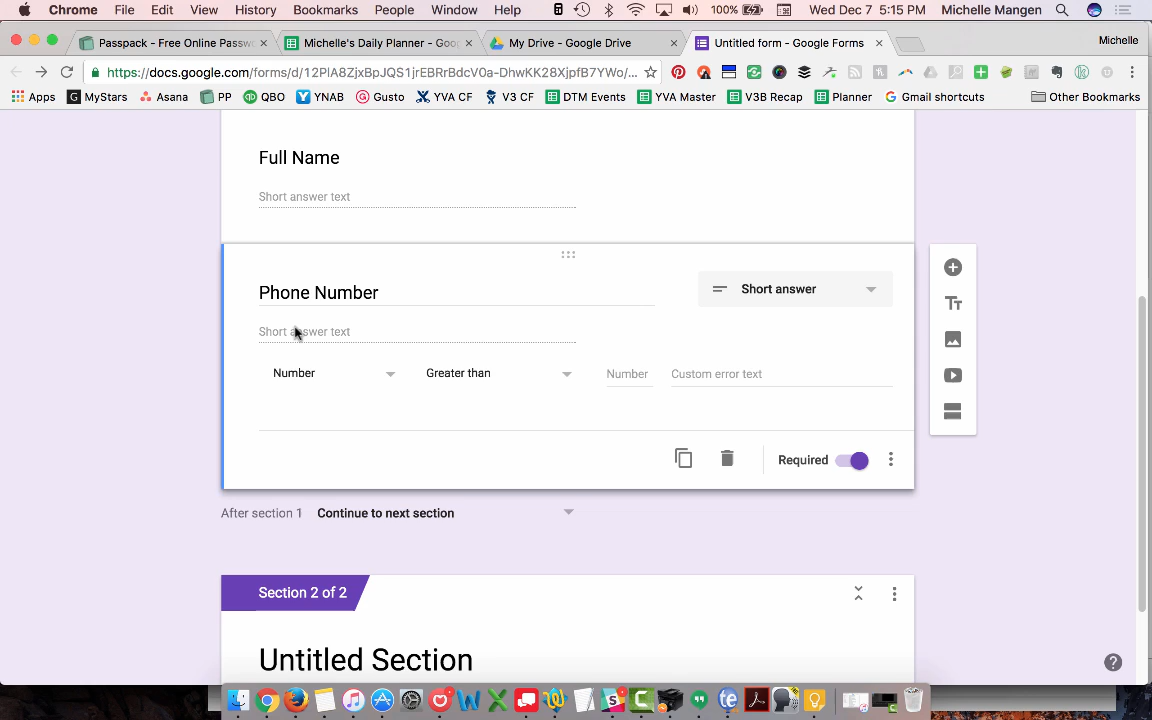 Chrome File Edit View History Bookmarks People Window Help 100% Wed Dec 7 5:15 PM Michelle Mangen
Passpack - Free Online Passw Michelle's Daily Planner - Goo My Drive - Google Drive Untitled form - Google Forms Michelle
https://docs.google.com/forms/d/12PlA8ZjxBpJQS1jrEBRrBdcV0a-DhwKK28XjpfB7YWo/...
Apps MyStars Asana PP QBO YNAB Gusto YVA CF V3 CF DTM Events YVA Master V3B Recap Planner Gmail shortcuts Other Bookmarks
Full Name
Short answer text
Phone Number Short answer
Short answer text
Number Greater than Number Custom error text
Required
After section 1 Continue to next section
Section 2 of 2
Untitled Section